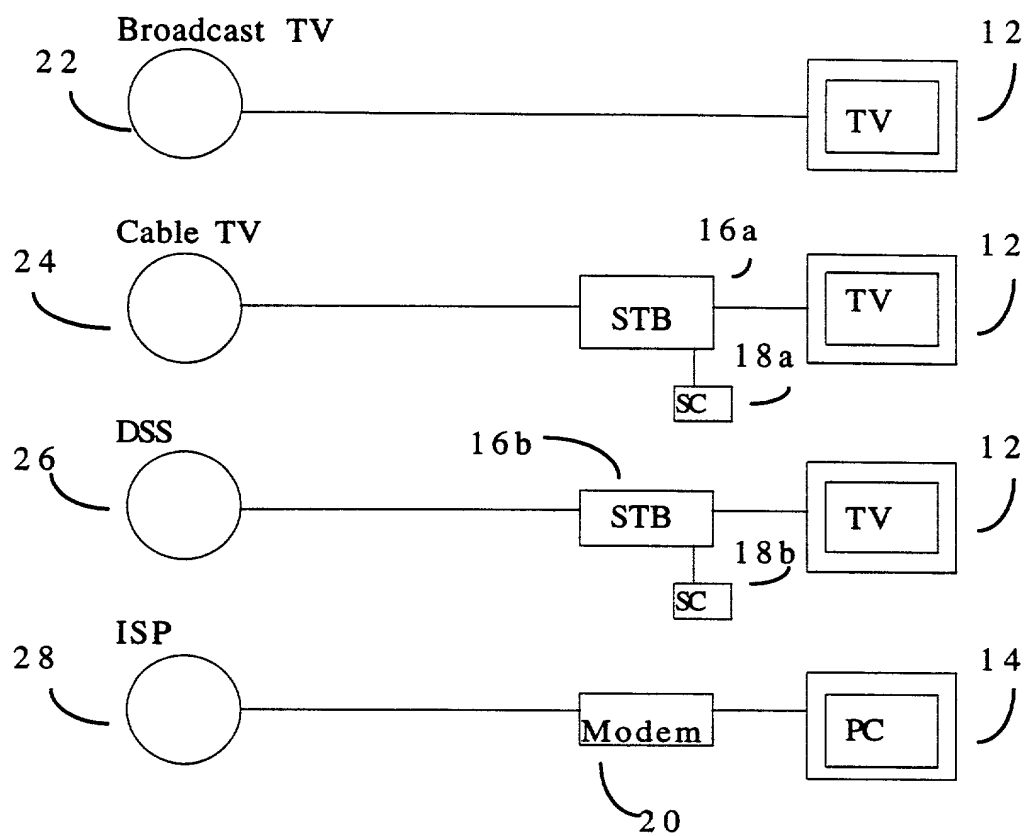 Broadcast TV
22
12
TV
Cable TV
24
16a
12
STB
TV
18a
SC
DSS
26
16b
12
STB
TV
18b
SC
ISP
28
14
Modem
PC
20